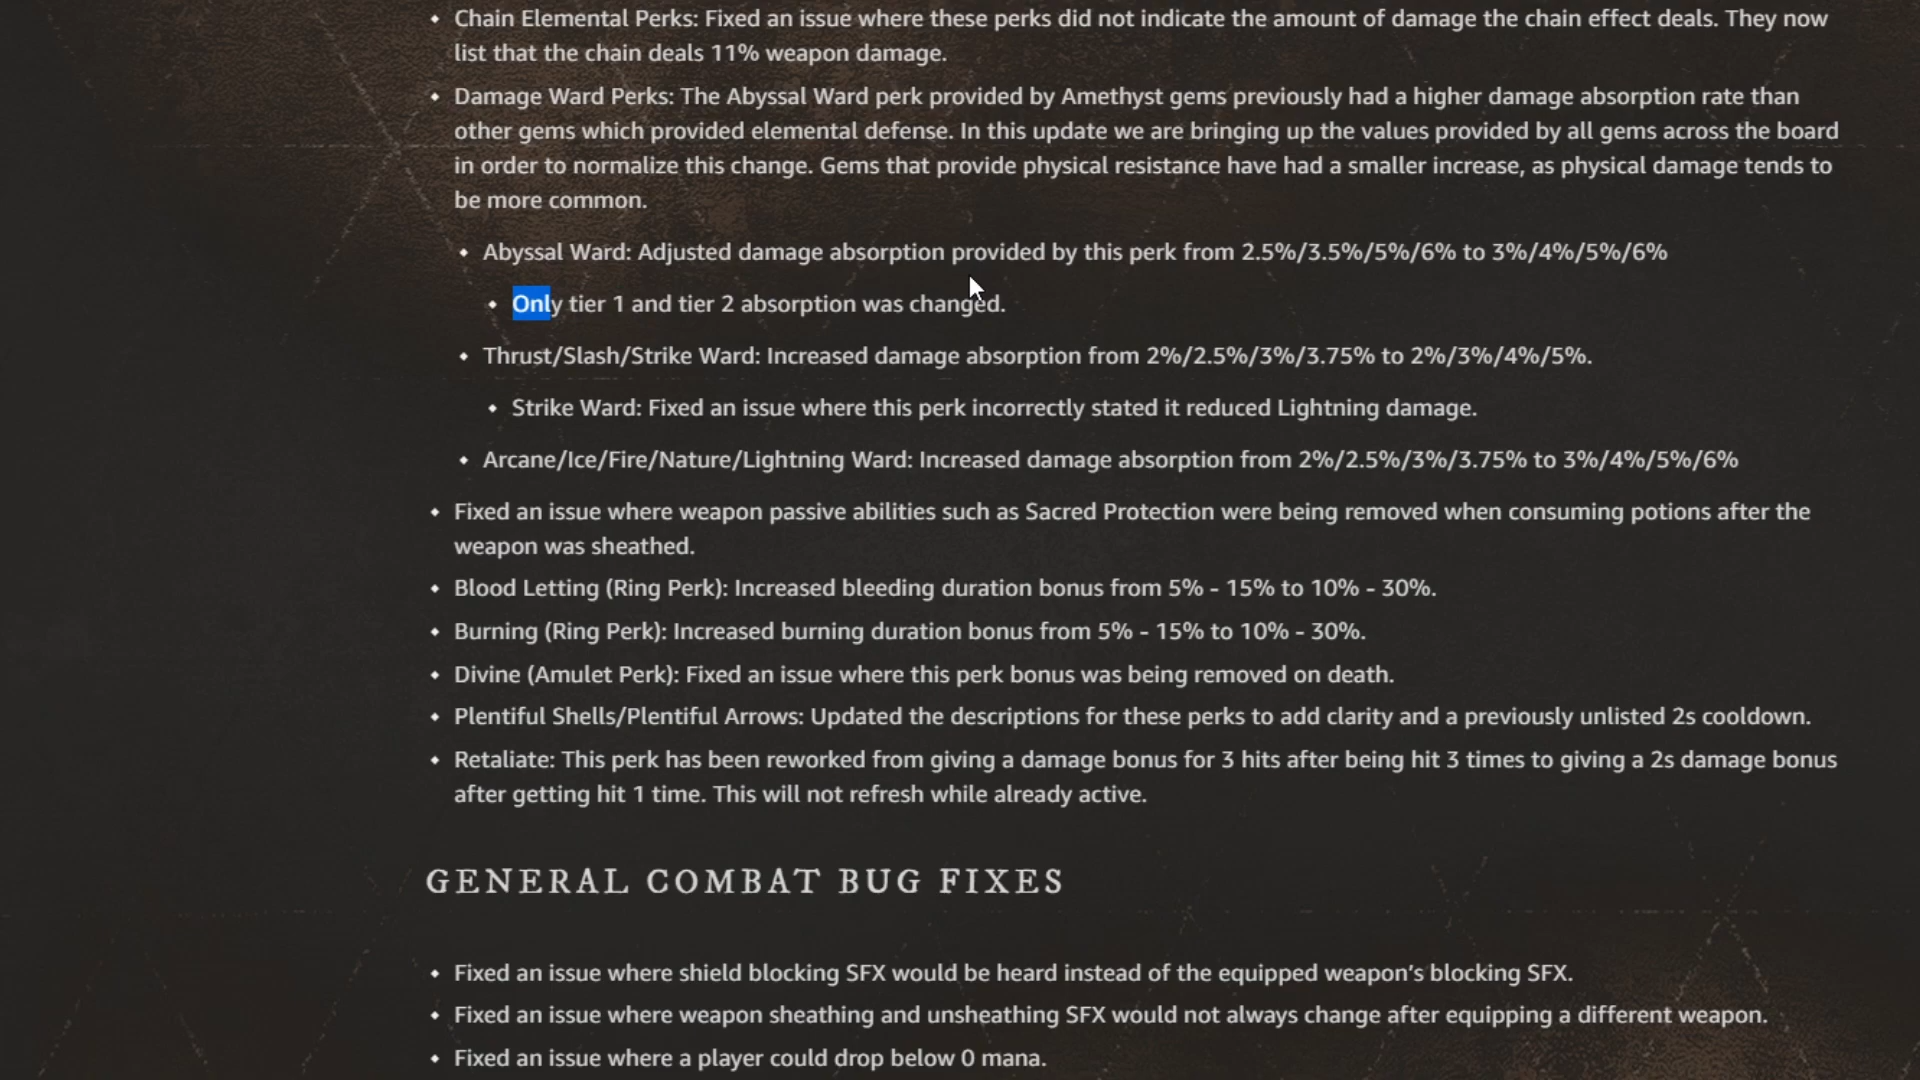 Chain Elemental Perks: Fixed an issue where these perks did not indicate the amount of damage the chain effect deals. They now
list that the chain deals 11% weapon damage.
Damage Ward Perks: The Abyssal Ward perk provided by Amethyst gems previously had a higher damage absorption rate than
other gems which provided elemental defense. In this update we are bringing up the values provided by all gems across the board
in order to normalize this change. Gems that provide physical resistance have had a smaller increase, as physical damage tends to
be more common.
Abyssal Ward: Adjusted damage absorption provided by this perk from 2.5%/3.5%/5%/6% to 3%/4%/5%/6%
Only tier 1 and tier 2 absorption was changed.
Thrust/Slash/Strike Ward: Increased damage absorption from 2%/2.5%/3%/3.75% to 2%/3%/4%/5%.
Strike Ward: Fixed an issue where this perk incorrectly stated it reduced Lightning damage.
Arcane/Ice/Fire/Nature/Lightning Ward: Increased damage absorption from 2%/2.5%/3%/3.75% to 3%/4%/5%/6%
Fixed an issue where weapon passive abilities such as Sacred Protection were being removed when consuming potions after the
weapon was sheathed.
Blood Letting (Ring Perk): Increased bleeding duration bonus from 5% - 15% to 10% - 30%.
Burning (Ring Perk): Increased burning duration bonus from 5% - 15% to 10% - 30%.
Divine (Amulet Perk): Fixed an issue where this perk bonus was being removed on death.
Plentiful Shells/Plentiful Arrows: Updated the descriptions for these perks to add clarity and a previously unlisted 2s cooldown.
Retaliate: This perk has been reworked from giving a damage bonus for 3 hits after being hit 3 times to giving a 2s damage bonus
after getting hit 1 time. This will not refresh while already active.
GENERAL COMBAT BUG FIXES
Fixed an issue where shield blocking SFX would be heard instead of the equipped weapon’s blocking SFX.
Fixed an issue where weapon sheathing and unsheathing SFX would not always change after equipping a different weapon.
Fixed an issue where a player could drop below 0 mana.